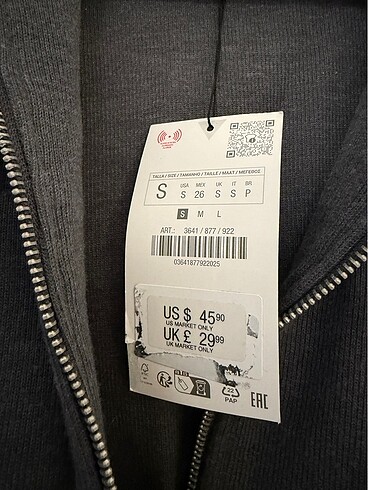 TALLA / SIZE / TAMANHO / TAILLE / MAAT / МЕГЕФОС
S
USA MEX UK IT BR
S 26 S S P
S M L
ART.: 3641 / 877 / 922
03641877922025
US $ 45 90
US MARKET ONLY
UK £ 29 99
UK MARKET ONLY
22
PAP
EAC